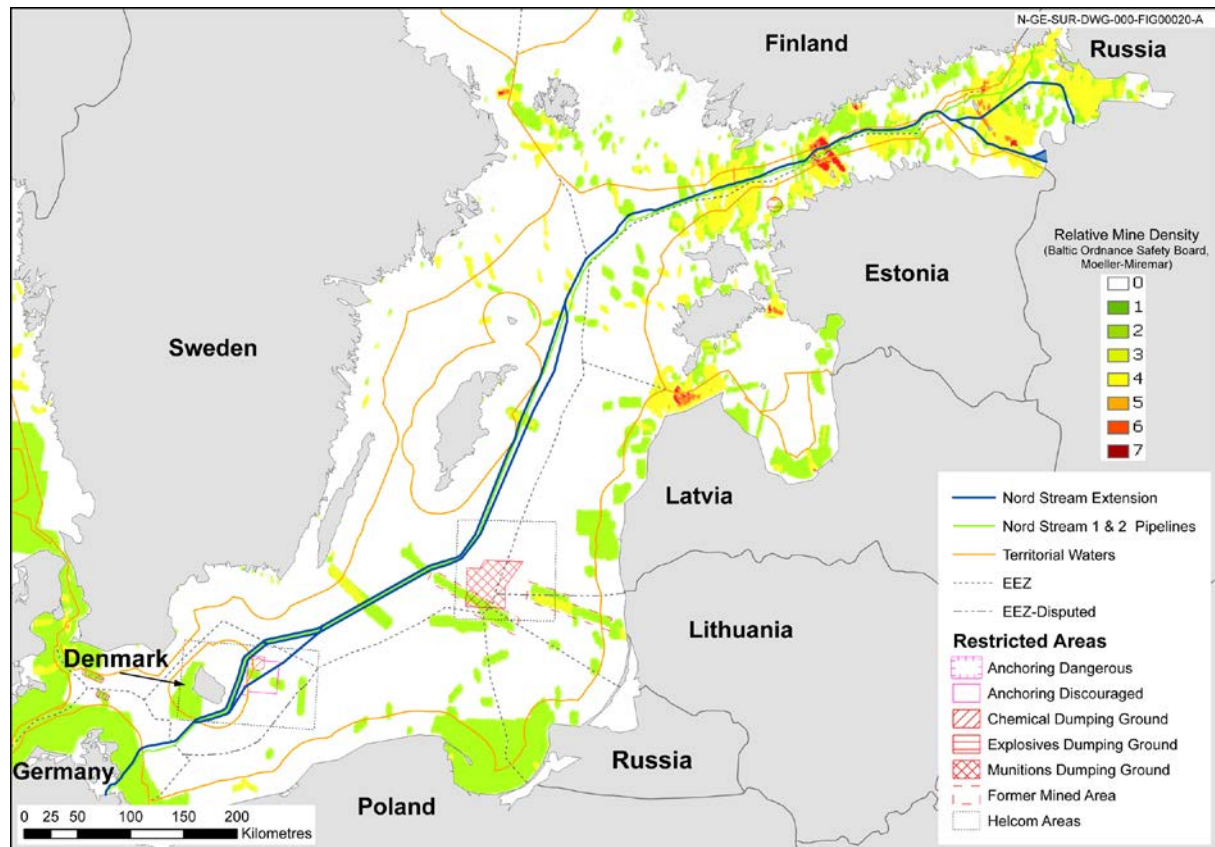 N-GE-SUR-DWG-000-FIG00020-A
Finland
Russia
Estonia
Sweden
Latvia
Lithuania
Denmark
Germany
Poland
Russia
Relative Mine Density
(Baltic Ordnance Safety Board,
Moeller-Miremar)
0
1
2
3
4
5
6
7
Nord Stream Extension
Nord Stream 1 & 2 Pipelines
Territorial Waters
EEZ
EEZ-Disputed
Restricted Areas
Anchoring Dangerous
Anchoring Discouraged
Chemical Dumping Ground
Explosives Dumping Ground
Munitions Dumping Ground
Former Mined Area
Helcom Areas
0 25 50 100 150 200
Kilometres